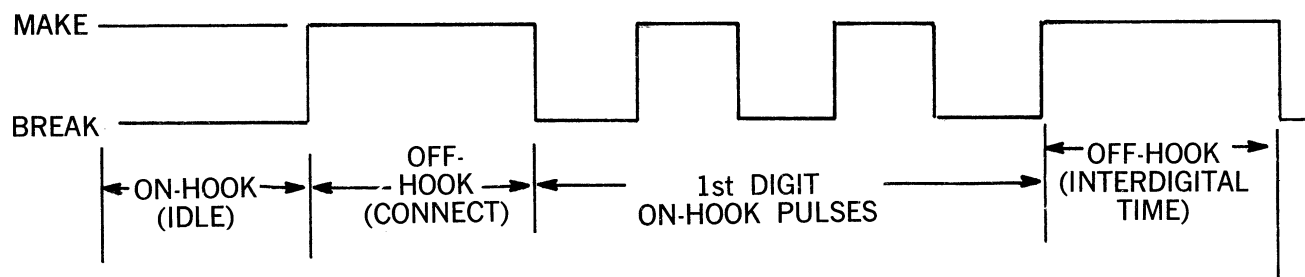 MAKE
BREAK
ON-HOOK
(IDLE)
OFF-
HOOK
(CONNECT)
1st DIGIT
ON-HOOK PULSES
OFF-HOOK
(INTERDIGITAL
TIME)